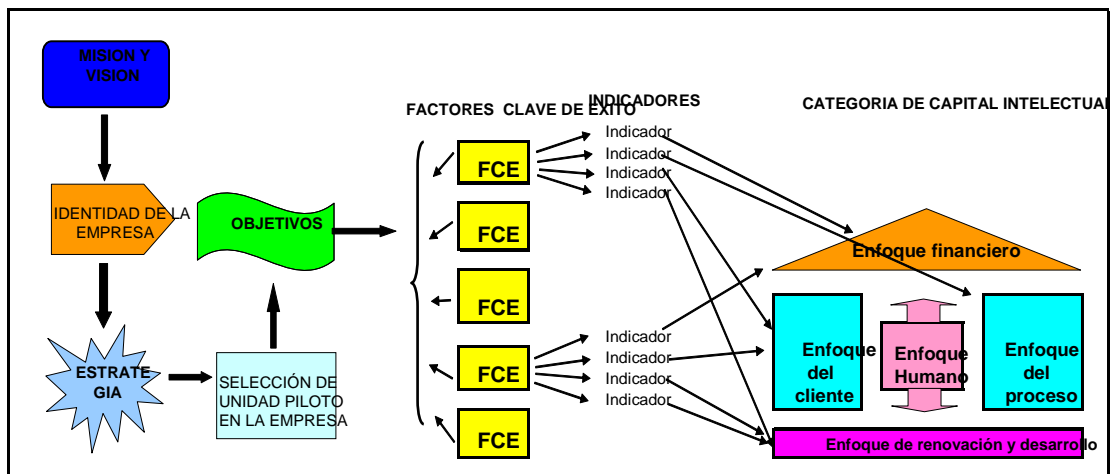 MISION Y
VISION
IDENTIDAD DE LA
EMPRESA
ESTRATE
GIA
SELECCIÓN DE
UNIDAD PILOTO
EN LA EMPRESA
OBJETIVOS
FACTORES CLAVE DE EXITO
FCE
FCE
FCE
FCE
FCE
INDICADORES
Indicador
Indicador
Indicador
Indicador
Indicador
Indicador
Indicador
Indicador
CATEGORIA DE CAPITAL INTELECTUAL
Enfoque financiero
Enfoque
del
cliente
Enfoque
Humano
Enfoque
del
proceso
Enfoque de renovación y desarrollo